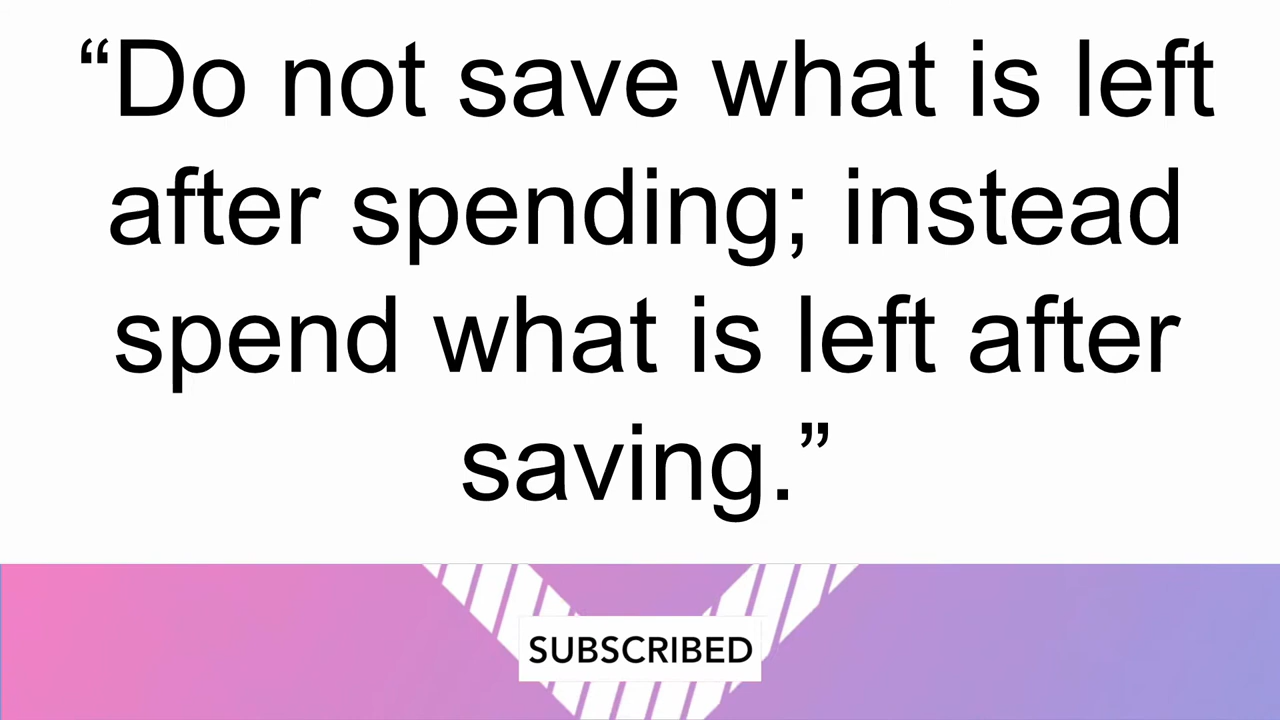 “Do not save what is left
after spending; instead
spend what is left after
saving.”
SUBSCRIBED